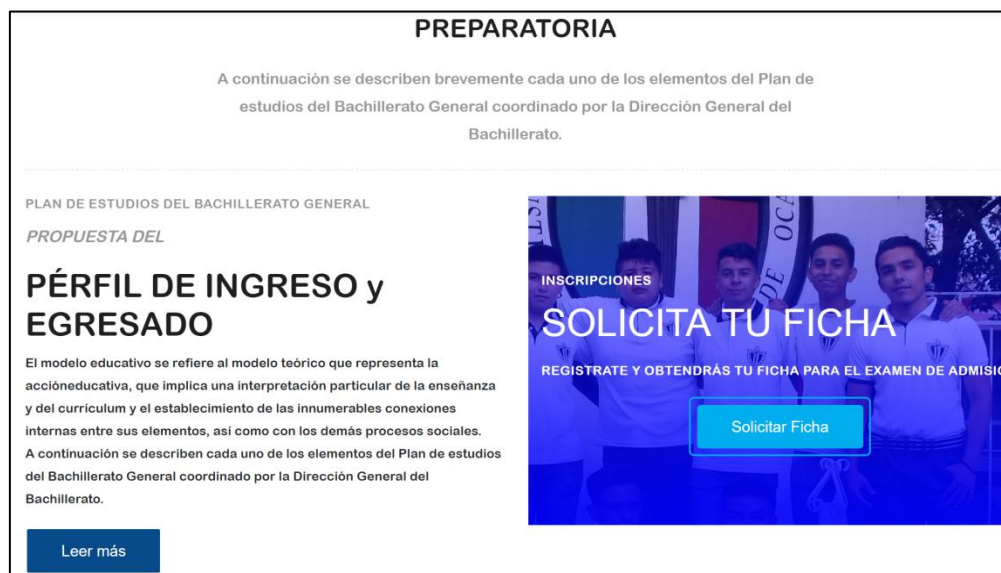 PREPARATORIA
A continuación se describen brevemente cada uno de los elementos del Plan de
estudios del Bachillerato General coordinado por la Dirección General del
Bachillerato.
PLAN DE ESTUDIOS DEL BACHILLERATO GENERAL
PROPUESTA DEL
PÉRFIL DE INGRESO y
EGRESADO
El modelo educativo se refiere al modelo teórico que representa la
accióneducativa, que implica una interpretación particular de la enseñanza
y del currículum y el establecimiento de las innumerables conexiones
internas entre sus elementos, así como con los demás procesos sociales.
A continuación se describen cada uno de los elementos del Plan de estudios
del Bachillerato General coordinado por la Dirección General del
Bachillerato.
Leer más
DE OCA
INSCRIPCIONES
SOLICITA TU FICHA
REGISTRATE Y OBTENDRÁS TU FICHA PARA EL EXAMEN DE ADMISIO
Solicitar Ficha